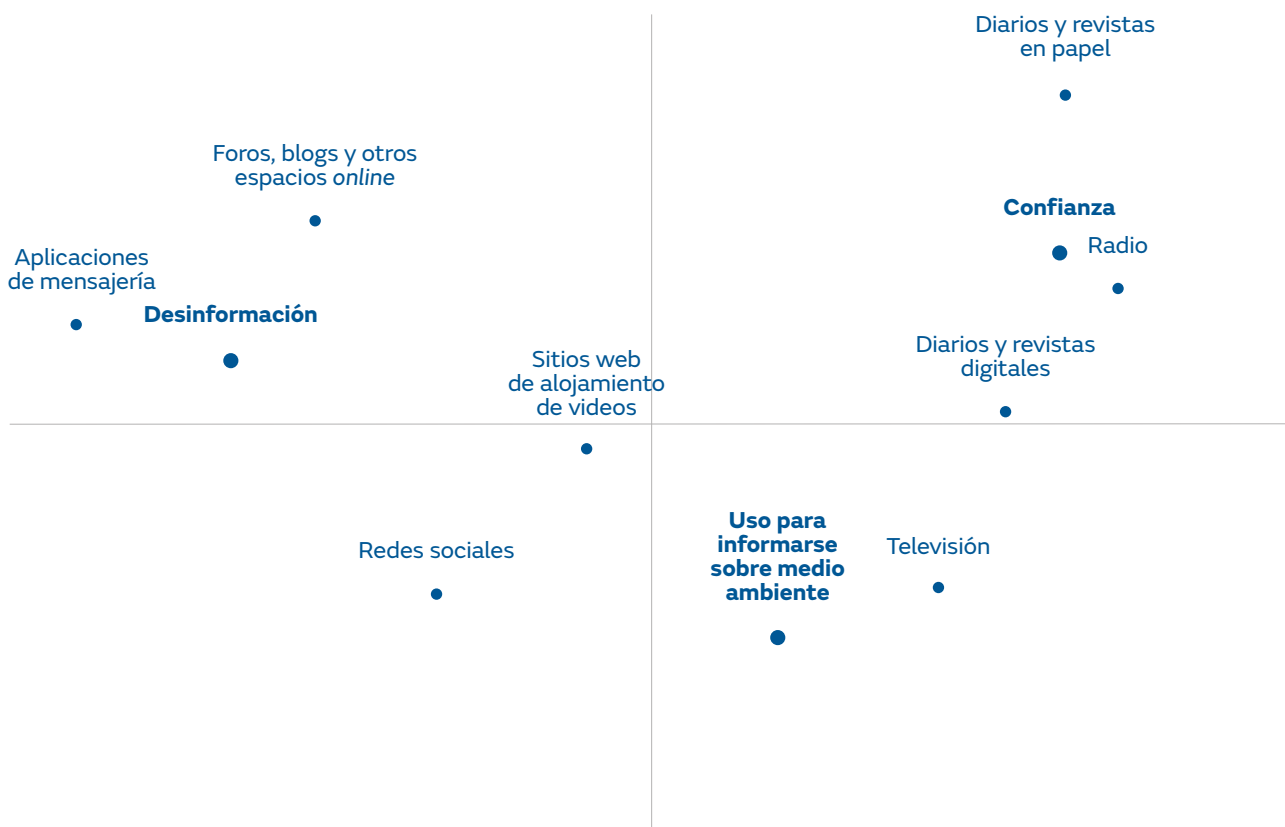 Diarios y revistas
en papel
Foros, blogs y otros
espacios online
Confianza
Radio
Aplicaciones
de mensajería
Desinformación
Diarios y revistas
digitales
Sitios web
de alojamiento
de videos
Uso para
informarse
sobre medio
ambiente
Televisión
Redes sociales